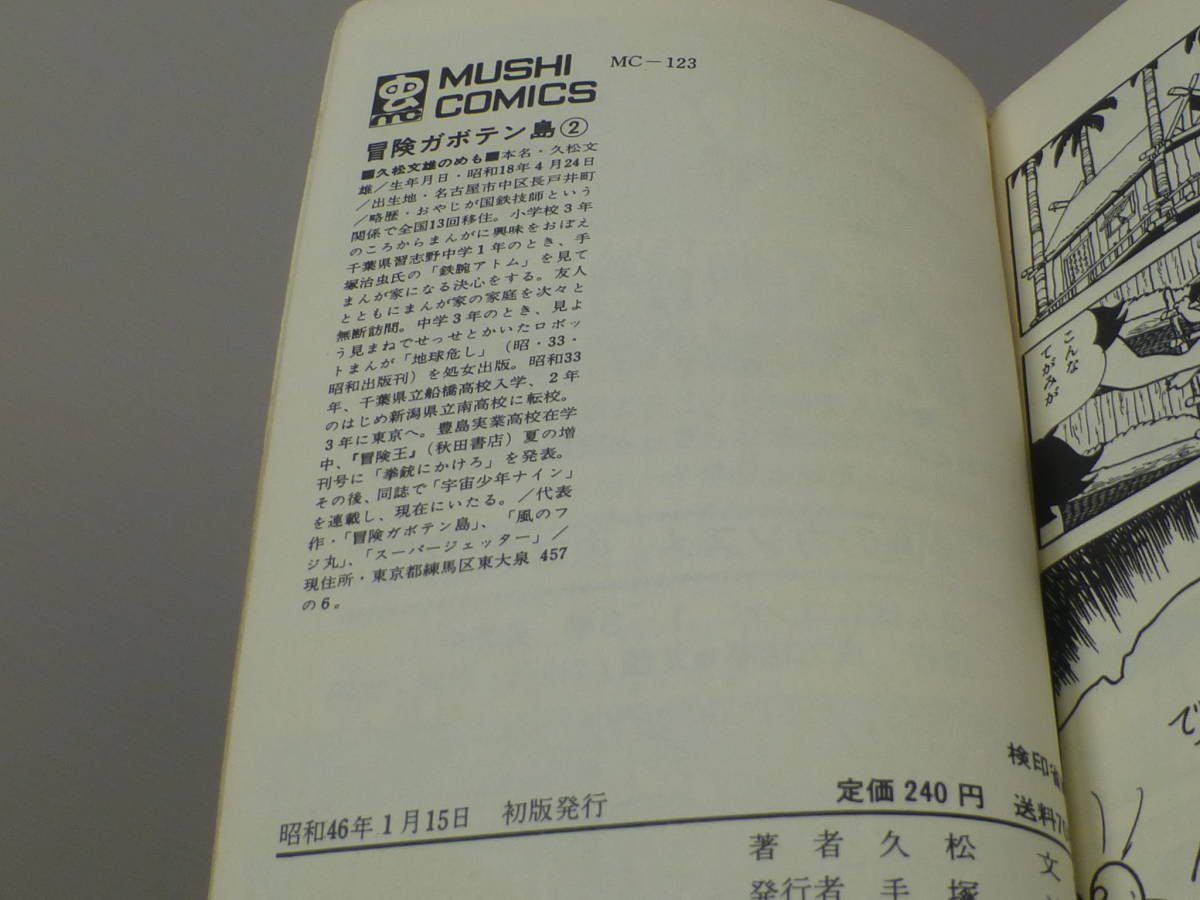 MUSHI
COMICS
MC-123
mc
冒険ガボテン島②
■久松文雄のめも■本名・久松文
雄/生年月日・昭和18年4月24日
/出生地・名古屋市中区長戸井町
/略歴・おやじが国鉄技師という
関係で全国13回移住。小学校3年
のころからまんがに興味をおぼえ
千葉県習志野中学1年のとき、手
塚治虫氏の「鉄腕アトム」を見て
まんが家になる決心をする。友人
とともにまんが家の家庭を次々と
無断訪問。中学3年のとき、見よ
う見まねでせっせとかいたロボッ
トまんが「地球危し」(昭・33・
昭和出版刊)を処女出版。昭和33
年、千葉県立船橋高校入学、2年
のはじめ新潟県立南高校に転校。
3年に東京へ。豊島実業高校在学
中、『冒険王』(秋田書店)夏の増
刊号に「拳銃にかけろ」を発表。
その後、同誌で「宇宙少年ナイン」
を連載し、現在にいたる。/代表
作・「冒険ガボテン島」、「風のフ
ジ丸」、「スーパージェッター」/
現住所・東京都練馬区東大泉 457
の6。
昭和46年1月15日 初版発行
定価 240 円
検印省
送料70
著者 久松文
発行者 手塚
こんな
てがみが
でっ